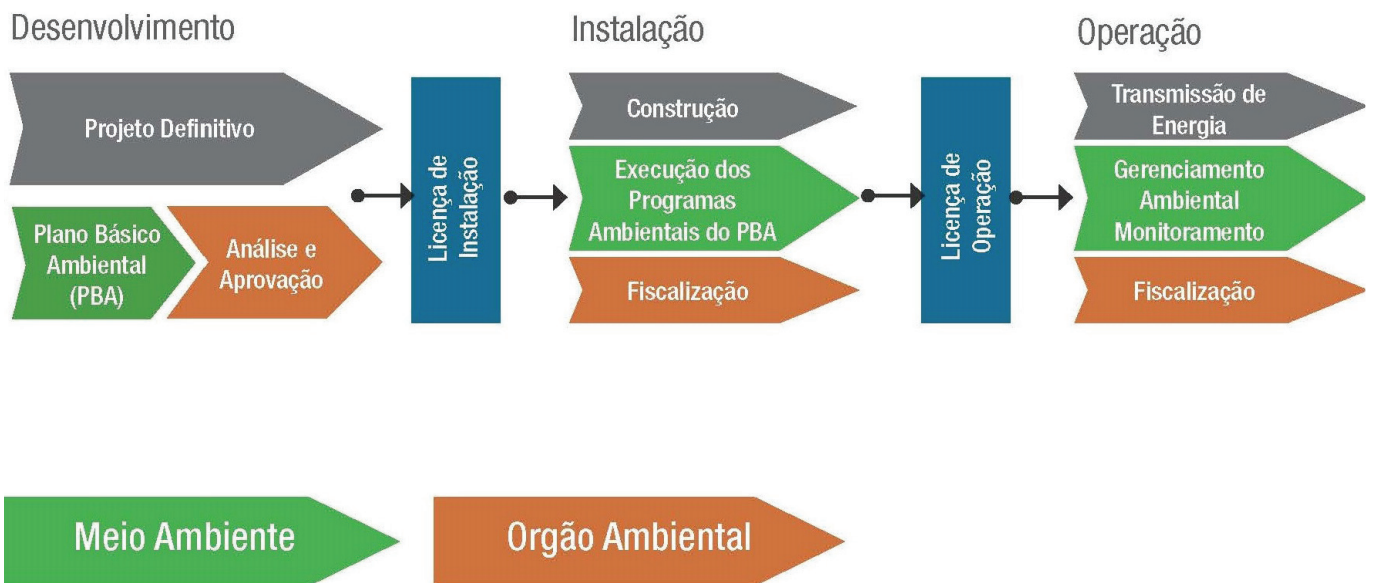 Desenvolvimento
Instalação
Operação
Projeto Definitivo
Plano Básico
Ambiental
(PBA)
Análise e
Aprovação
Licença de
Instalação
Construção
Execução dos
Programas
Ambientais do PBA
Fiscalização
Licença de
Operação
Transmissão de
Energia
Gerenciamento
Ambiental
Monitoramento
Fiscalização
Meio Ambiente
Orgão Ambiental